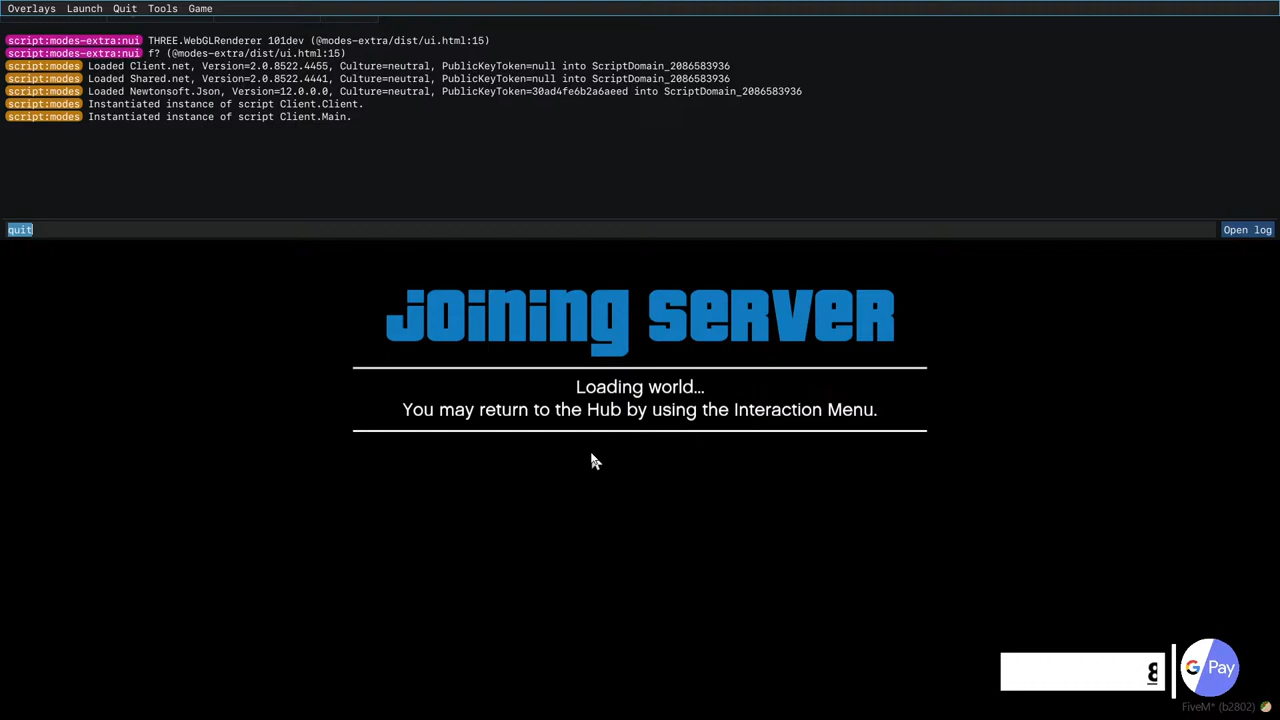 Overlays Launch Quit Tools Game
script:modes-extra:nui THREE.WebGLRenderer 101dev (@modes-extra/dist/ui.html:15)
script:modes-extra:nui f? (@modes-extra/dist/ui.html:15)
script:modes Loaded Client.net, Version=2.0.8522.4455, Culture=neutral, PublicKeyToken=null into ScriptDomain_2086583936
script:modes Loaded Shared.net, Version=2.0.8522.4441, Culture=neutral, PublicKeyToken=null into ScriptDomain_2086583936
script:modes Loaded Newtonsoft.Json, Version=12.0.0.0, Culture=neutral, PublicKeyToken=30ad4fe6b2a6aeed into ScriptDomain_2086583936
script:modes Instantiated instance of script Client.Client.
script:modes Instantiated instance of script Client.Main.
quit Open log
joining server
Loading world...
You may return to the Hub by using the Interaction Menu.
8 G Pay
FiveM* (b2802)